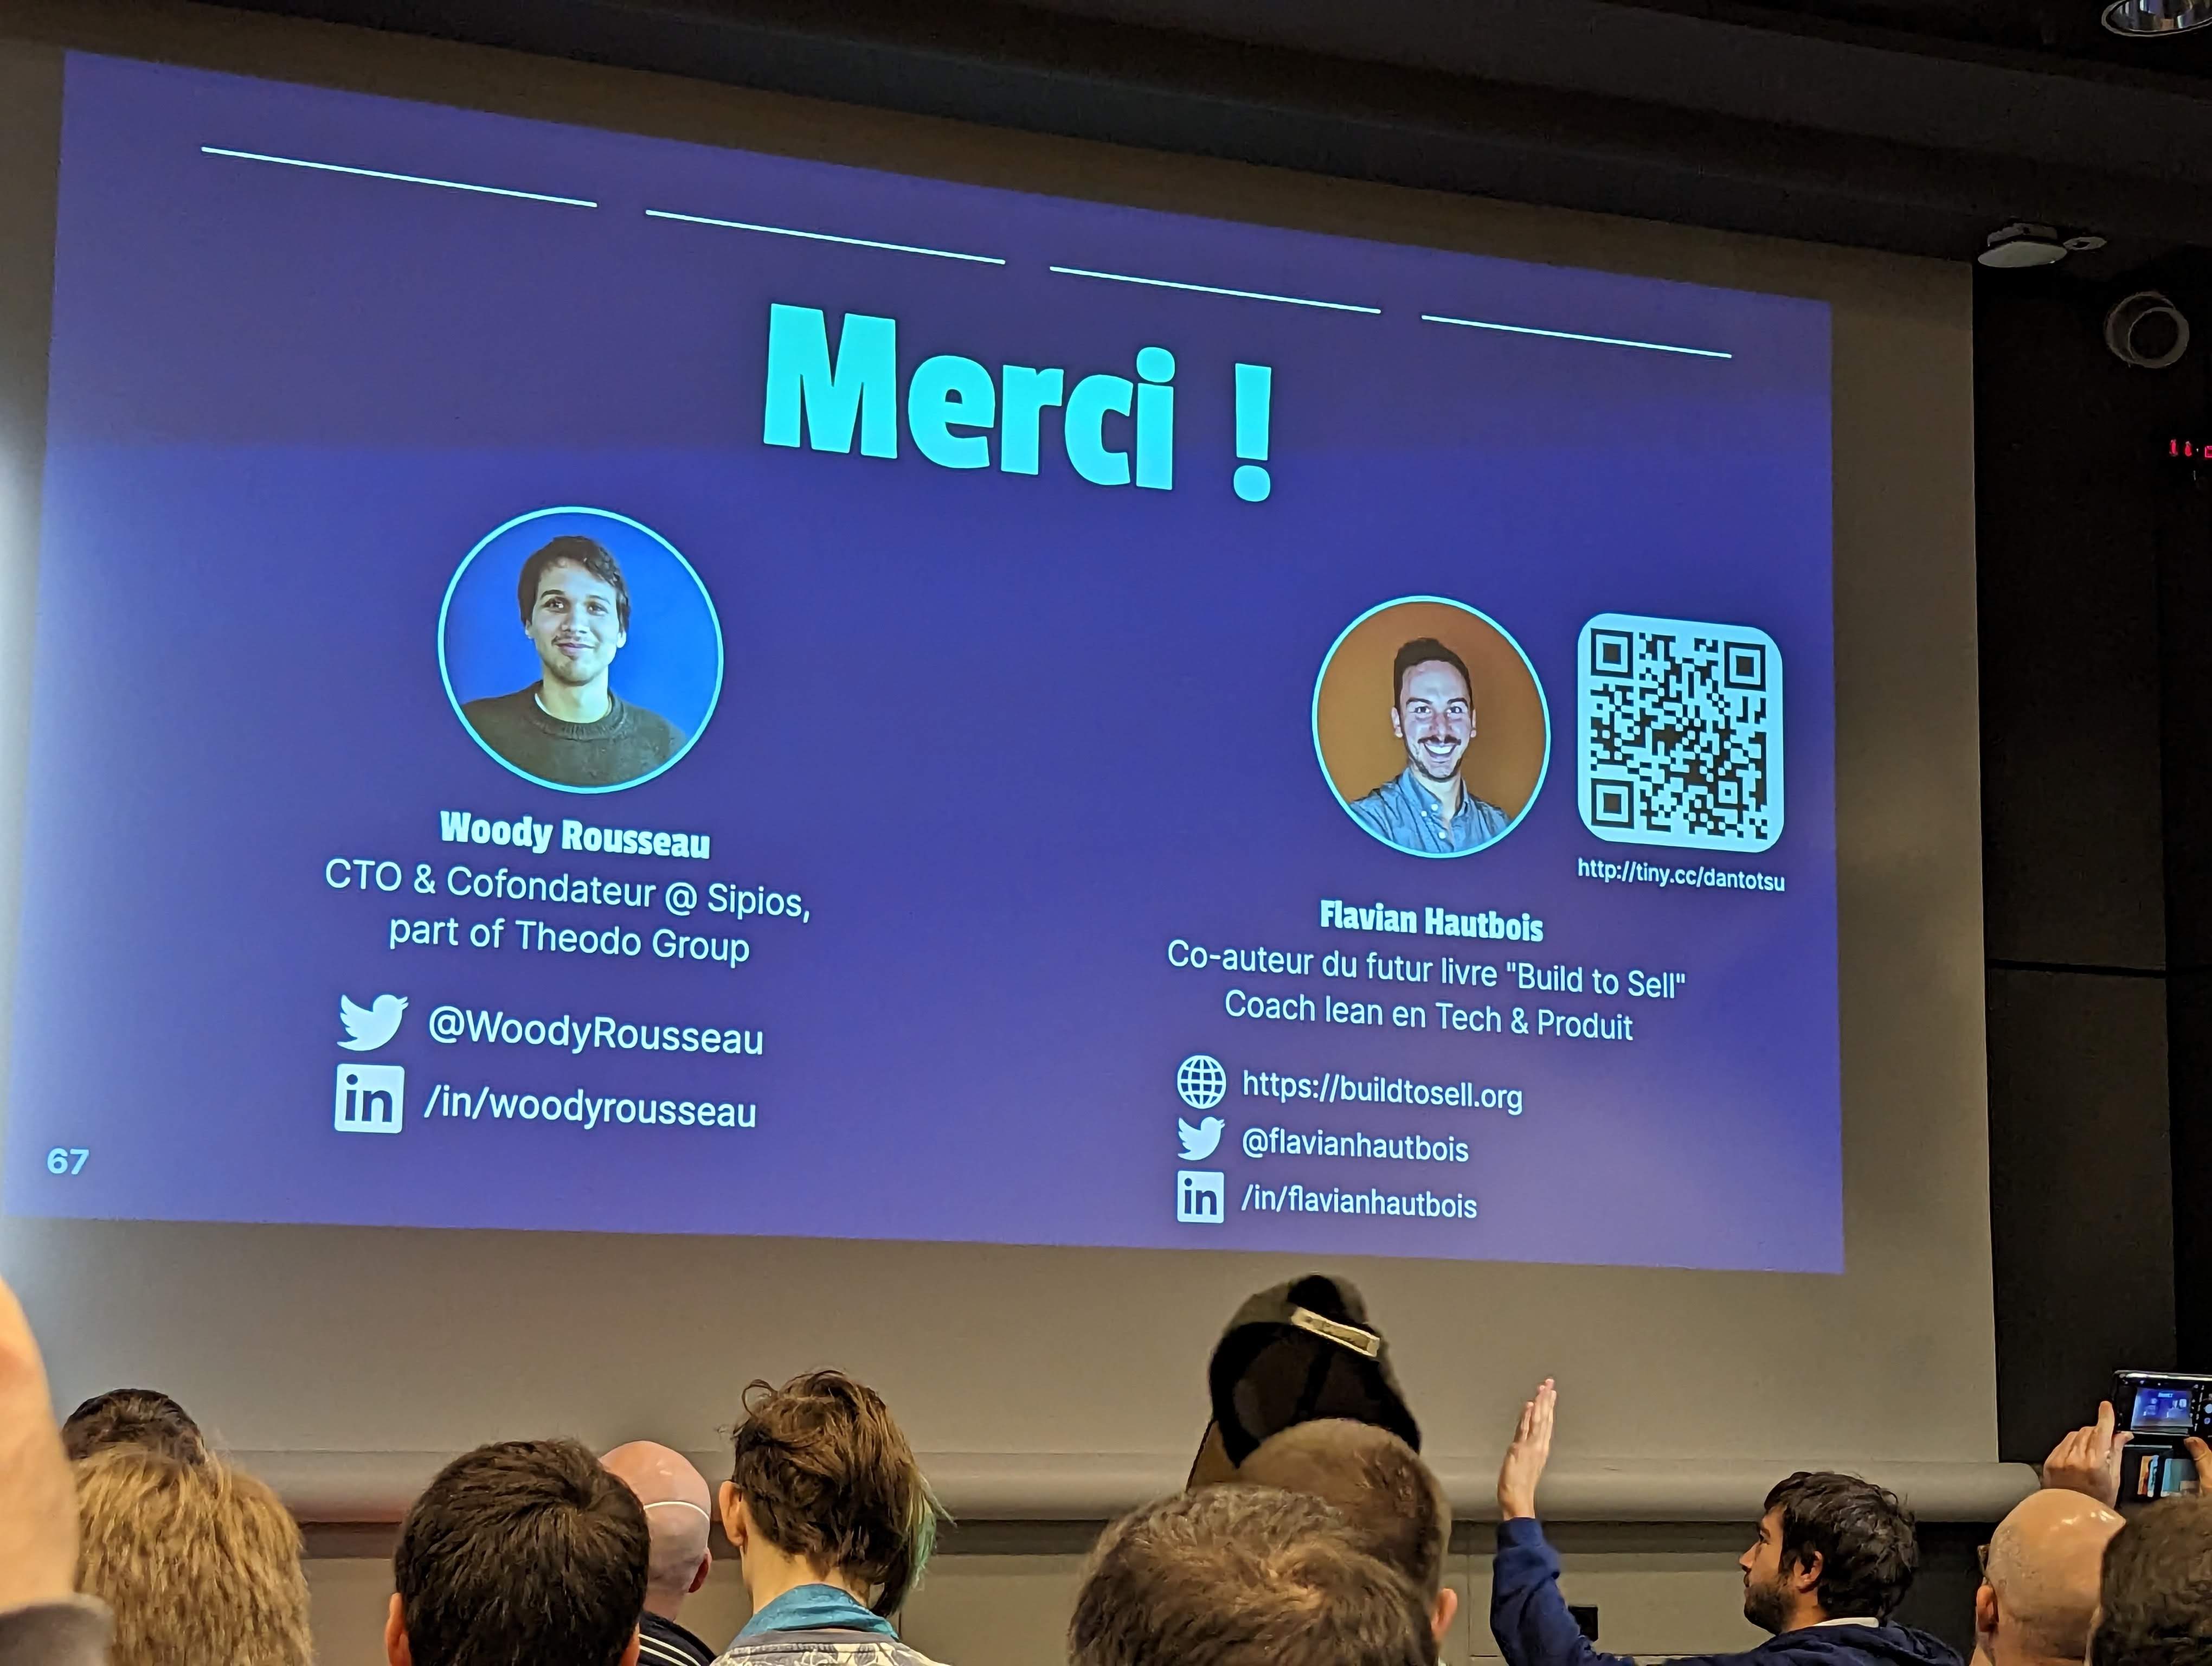 Merci !
Woody Rousseau
CTO & Cofondateur @ Sipios,
part of Theodo Group
@WoodyRousseau
in /in/woodyrousseau
67
http://tiny.cc/dantotsu
Flavian Hautbois
Co-auteur du futur livre "Build to Sell"
Coach lean en Tech & Produit
https://buildtosell.org
@flavianhautbois
in /in/flavianhautbois